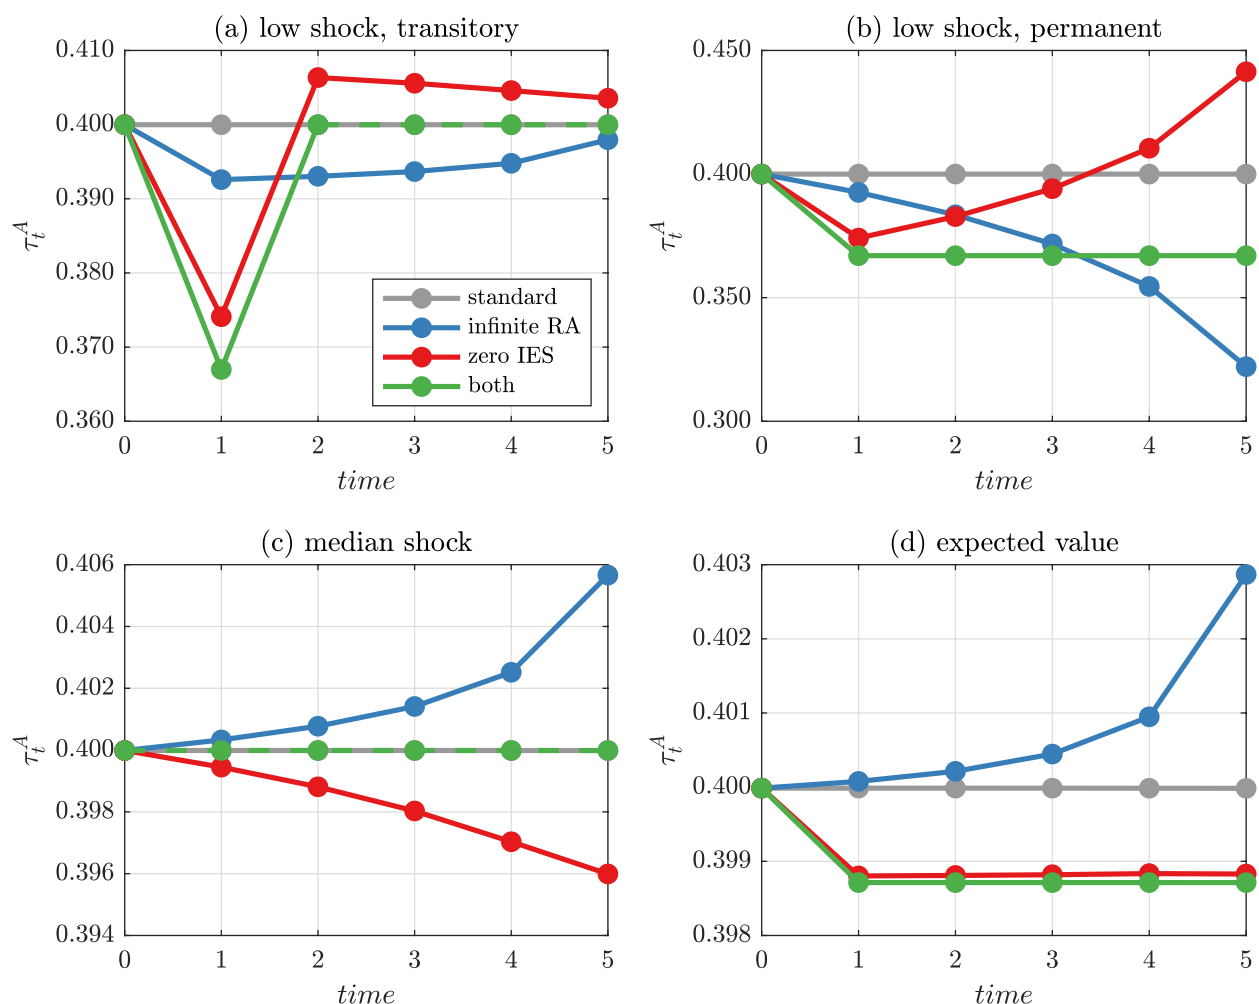 (a) low shock, transitory
0.410
0.400
0.390
0.380
0.370
0.360
τₜᴬ
standard
infinite RA
zero IES
both
0 1 2 3 4 5
time
(b) low shock, permanent
0.450
0.400
0.350
0.300
τₜᴬ
0 1 2 3 4 5
time
(c) median shock
0.406
0.404
0.402
0.400
0.398
0.396
0.394
τₜᴬ
0 1 2 3 4 5
time
(d) expected value
0.403
0.402
0.401
0.400
0.399
0.398
τₜᴬ
0 1 2 3 4 5
time